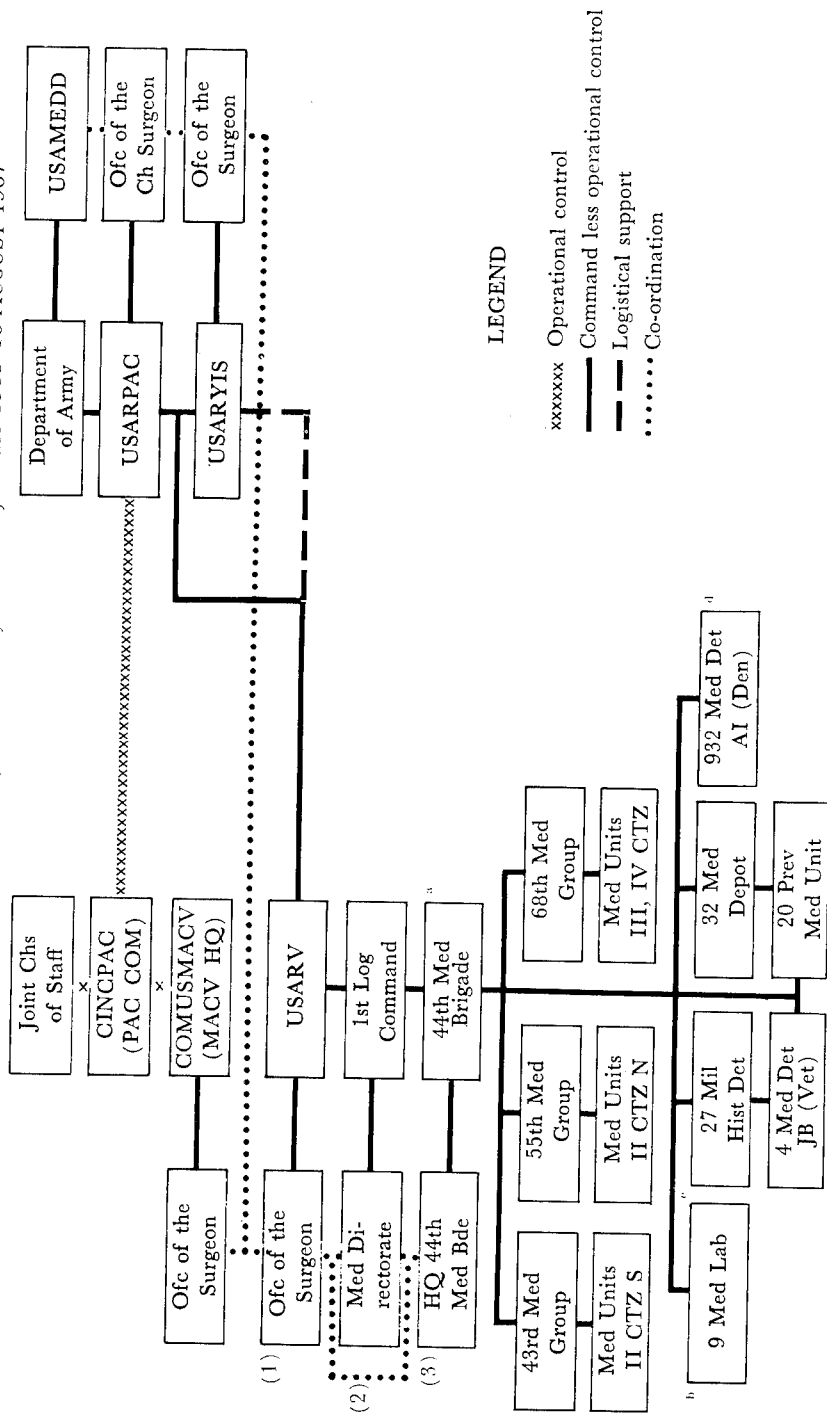 Joint Chs
of Staff
CINCPAC
(PAC COM)
COMUSMACV
(MACV HQ)
Ofc of the
Surgeon
Department
of Army
USARPAC
USARYIS
USAMEDD
Ofc of the
Ch Surgeon
Ofc of the
Surgeon
(1)
Ofc of the
Surgeon
USARV
(2)
Med Di-
rectorate
1st Log
Command
(3)
HQ 44th
Med Bde
44th Med
Brigade
a
43rd Med
Group
55th Med
Group
68th Med
Group
Med Units
II CTZ S
Med Units
II CTZ N
Med Units
III, IV CTZ
b
9 Med Lab
27 Mil
Hist Det
32 Med
Depot
932 Med Det
AI (Den)
d
4 Med Det
JB (Vet)
20 Prev
Med Unit
LEGEND
xxxxxxx Operational control
Command less operational control
Logistical support
Co-ordination